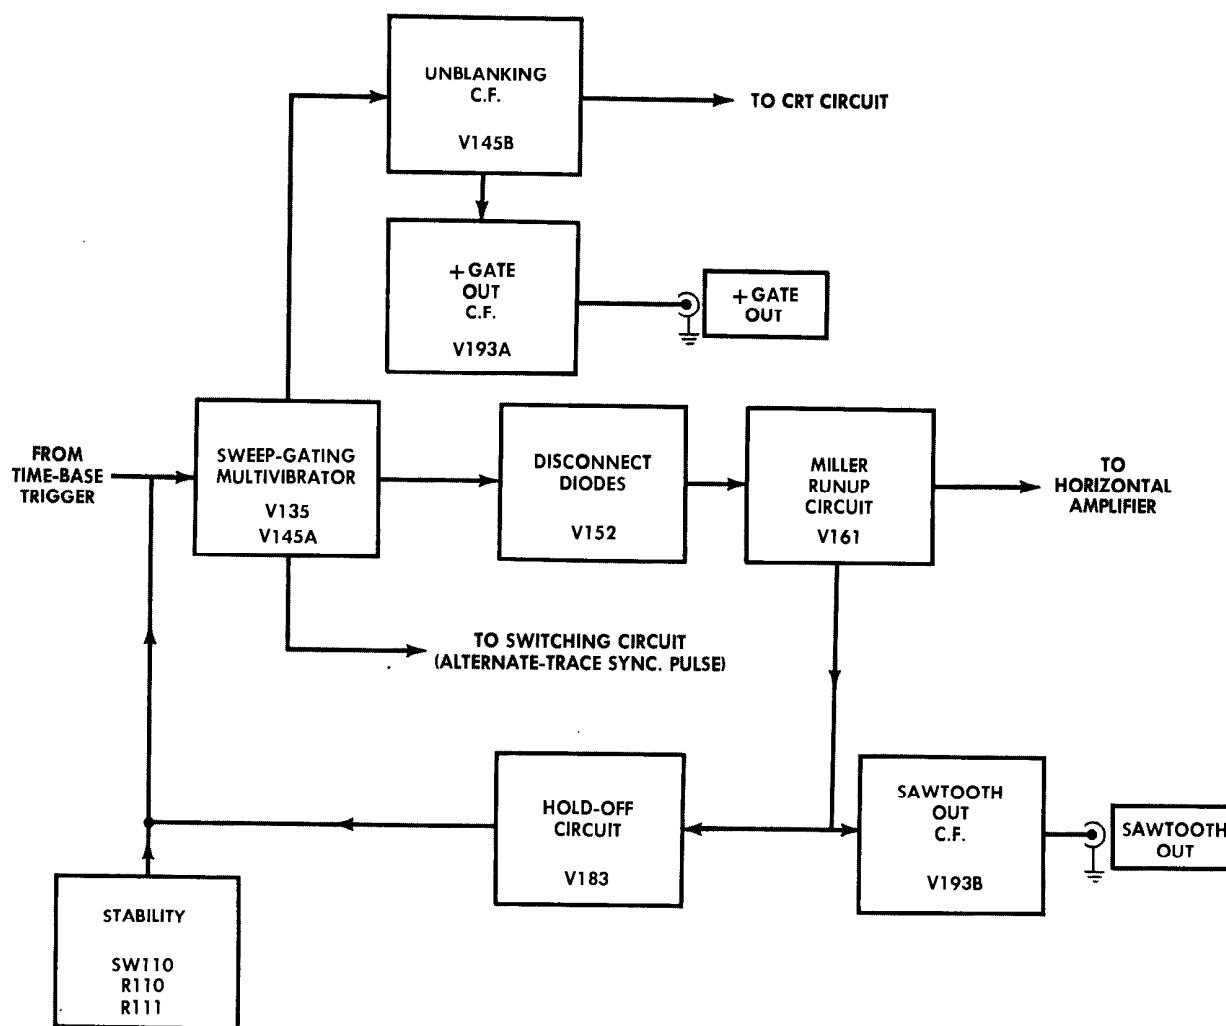 UNBLANKING
C.F.
V145B
TO CRT CIRCUIT
+GATE
OUT
C.F.
V193A
+GATE
OUT
FROM
TIME-BASE
TRIGGER
SWEEP-GATING
MULTIVIBRATOR
V135
V145A
DISCONNECT
DIODES
V152
MILLER
RUNUP
CIRCUIT
V161
TO
HORIZONTAL
AMPLIFIER
TO SWITCHING CIRCUIT
(ALTERNATE-TRACE SYNC. PULSE)
HOLD-OFF
CIRCUIT
V183
SAWTOOTH
OUT
C.F.
V193B
SAWTOOTH
OUT
STABILITY
SW110
R110
R111